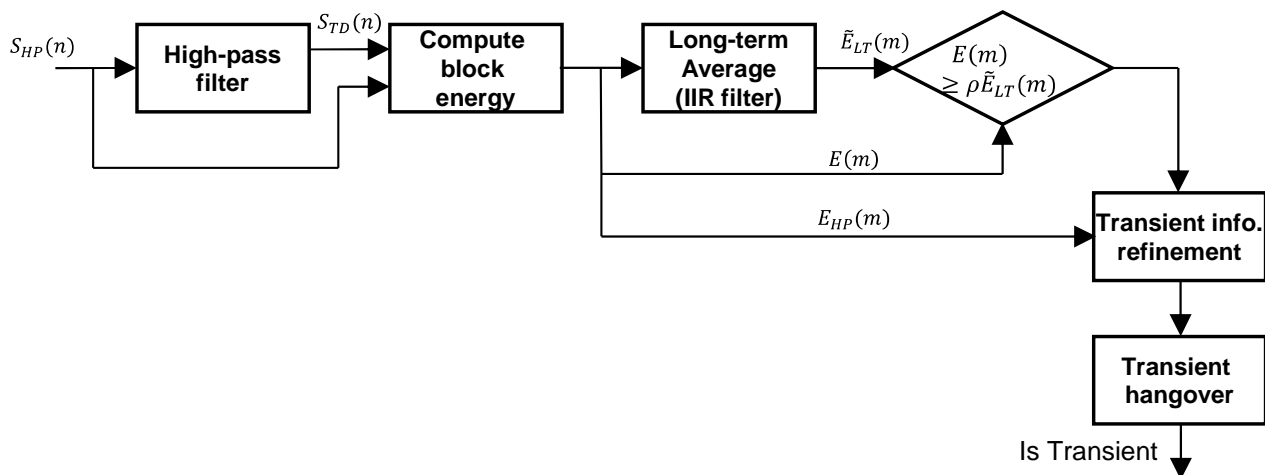 S_HP(n)
High-pass
filter
S_TD(n)
Compute
block
energy
Long-term
Average
(IIR filter)
Ẽ_LT(m)
E(m)
≥ ρẼ_LT(m)
E(m)
E_HP(m)
Transient info.
refinement
Transient
hangover
Is Transient